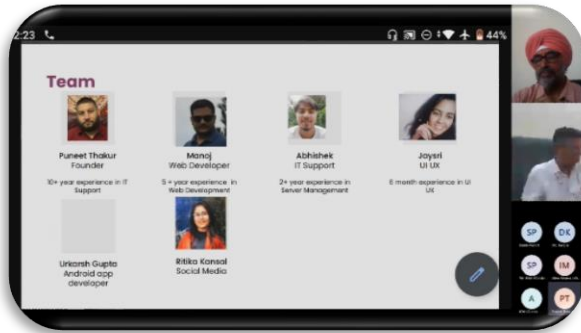 2:23
44%
Team
Puneet Thakur
Founder
10+ year experience in IT
Support
Manoj
Web Developer
5 + year experience in
Web Development
Abhishek
IT Support
2+ year experience in
Server Management
Jaysri
UI UX
6 month experience in UI
UX
Urkarsh Gupta
Android app
developer
Ritika Kansal
Social Media
SP
DK
SP
IM
A
PT